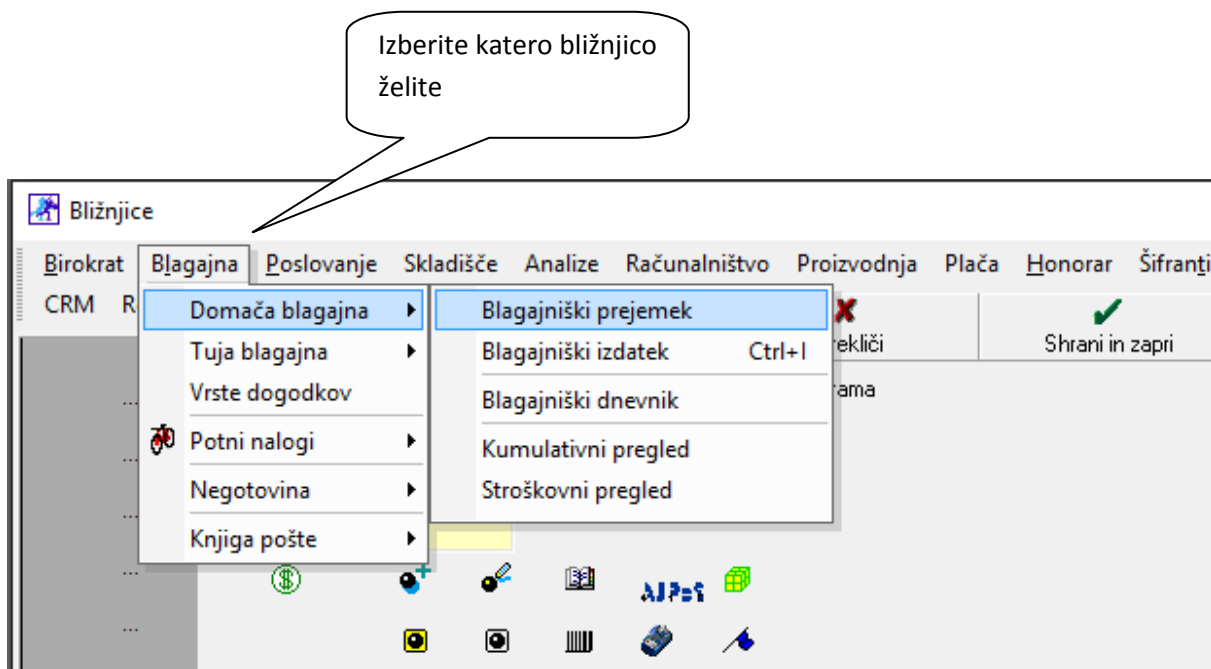 Izberite katero bližnjico
želite
Bližnjice
Birokrat Blagajna Poslovanje Skladišče Analize Računalništvo Proizvodnja Plača Honorar Šifranti
CRM
Domača blagajna
Tuja blagajna
Vrste dogodkov
Potni nalogi
Negotovina
Knjiga pošte
Blagajniški prejemek
Blagajniški izdatek Ctrl+I
Blagajniški dnevnik
Kumulativni pregled
Stroškovni pregled
Shrani in zapri
...
...
...
...
...